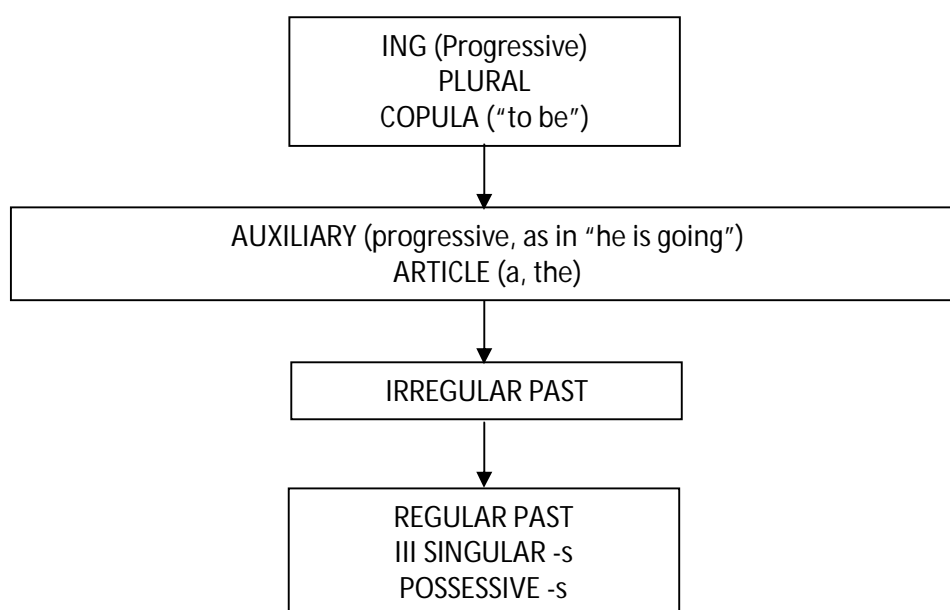 ING (Progressive)
PLURAL
COPULA (“to be”)
AUXILIARY (progressive, as in “he is going”)
ARTICLE (a, the)
IRREGULAR PAST
REGULAR PAST
III SINGULAR -s
POSSESSIVE -s